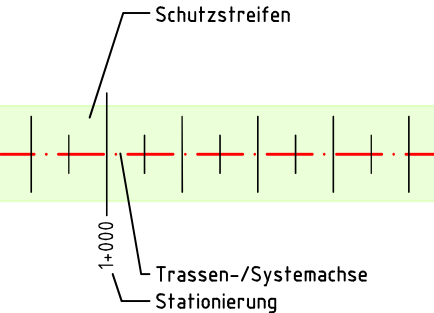 Schutzstreifen
1+000
Trassen-/Systemachse
Stationierung